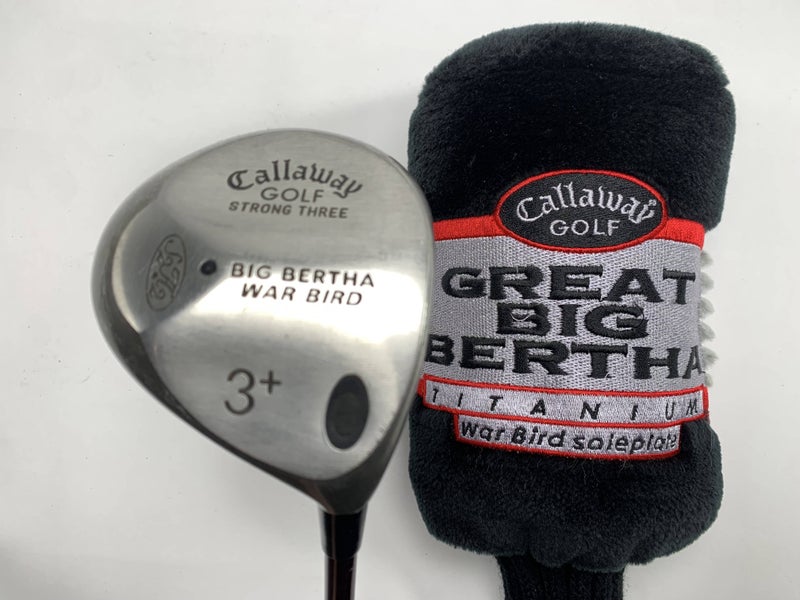 Callaway
GOLF
STRONG THREE
BIG BERTHA
WAR BIRD
3+
Callaway
GOLF
GREAT
BIG
BERTHA
TITANIUM
War Bird soleplate